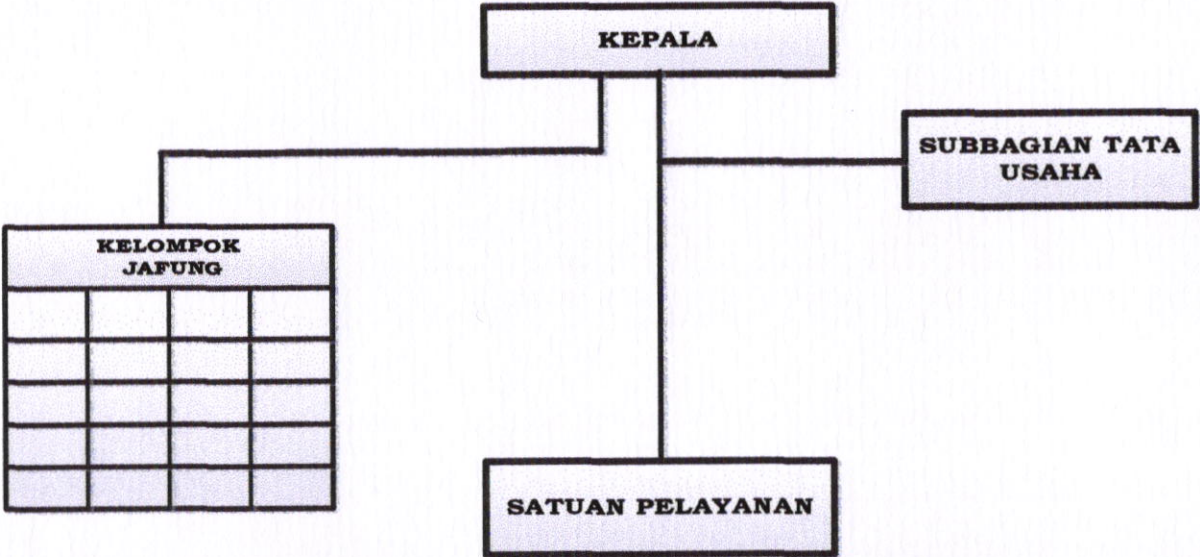 KEPALA
SUBBAGIAN TATA
USAHA
KELOMPOK
JAFUNG
SATUAN PELAYANAN